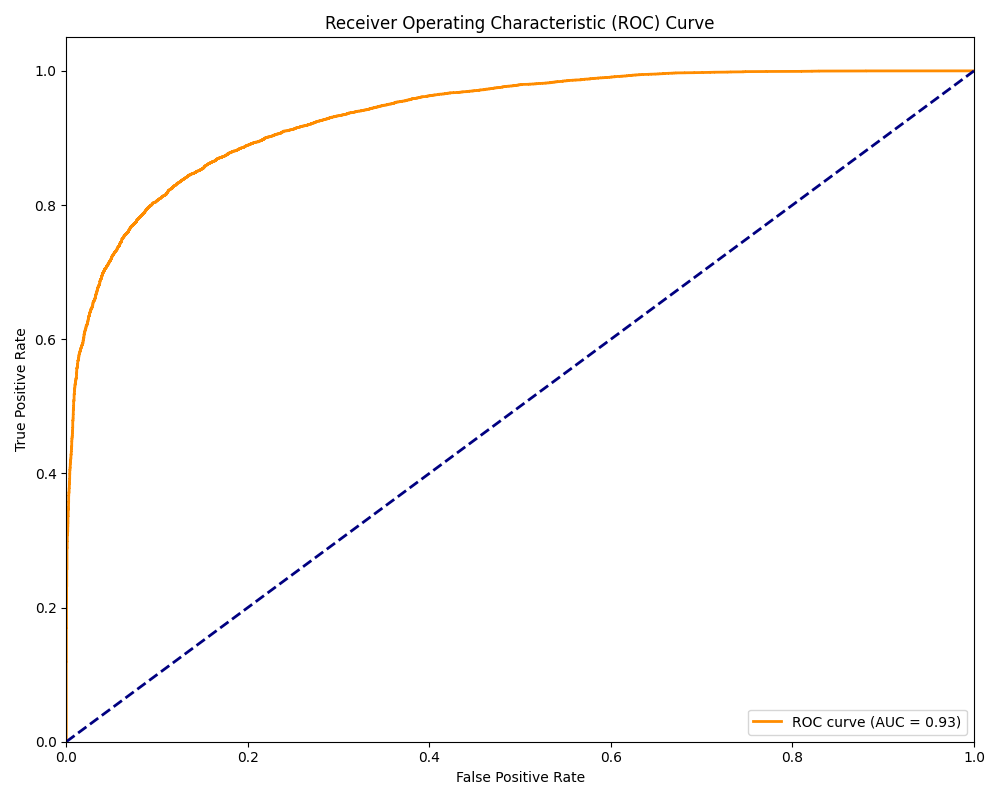 Receiver Operating Characteristic (ROC) Curve
1.0
0.8
0.6
0.4
0.2
0.0
True Positive Rate
ROC curve (AUC = 0.93)
0.0 0.2 0.4 0.6 0.8 1.0
False Positive Rate